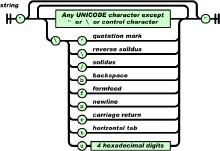 string
"
Any UNICODE character except
" or \ or control character
"
\
" quotation mark
\ reverse solidus
/ solidus
b backspace
f formfeed
n newline
r carriage return
t horizontal tab
u 4 hexadecimal digits